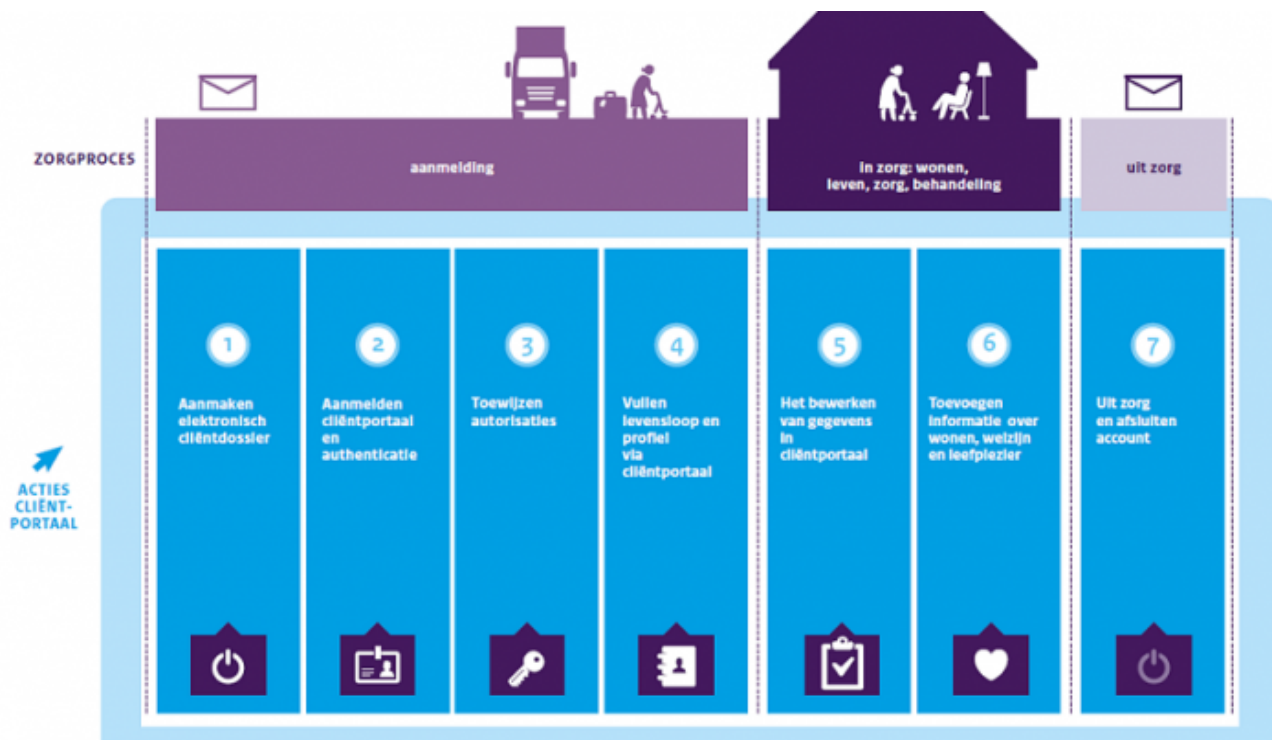 ZORGPROCES
aanmelding
in zorg: wonen,
leven, zorg, behandeling
uit zorg
ACTIES
CLIËNT-
PORTAAL
1
Aanmaken
elektronisch
cliëntdossier
2
Aanmelden
cliëntportaal
en
authenticatie
3
Toewijzen
autorisaties
4
Vullen
levensloop en
profiel
via
cliëntportaal
5
Het bewerken
van gegevens
in
cliëntportaal
6
Toevoegen
informatie over
wonen, welzijn
en leefplezier
7
Uit zorg
en afsluiten
account